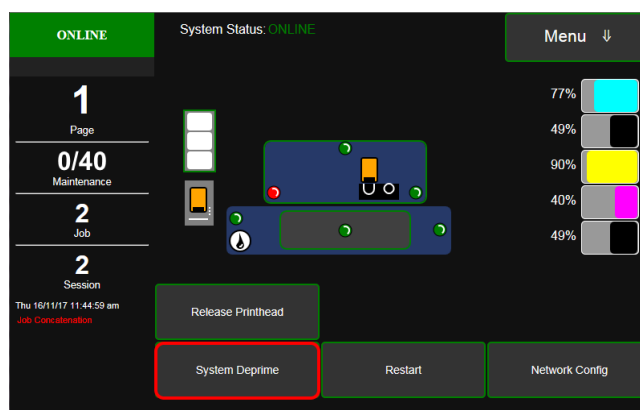 ONLINE
System Status: ONLINE
Menu ⇓
1
Page
0/40
Maintenance
2
Job
2
Session
Thu 16/11/17 11:44:59 am
Job Concatenation
77%
49%
90%
40%
49%
Release Printhead
System Deprime
Restart
Network Config